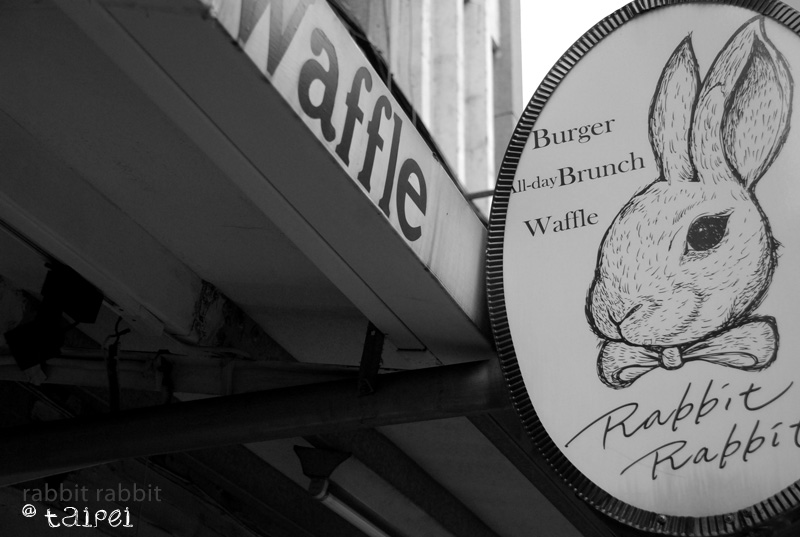 waffle
Burger
All-day Brunch
Waffle
Rabbit
Rabbit
rabbit rabbit
@ taipei